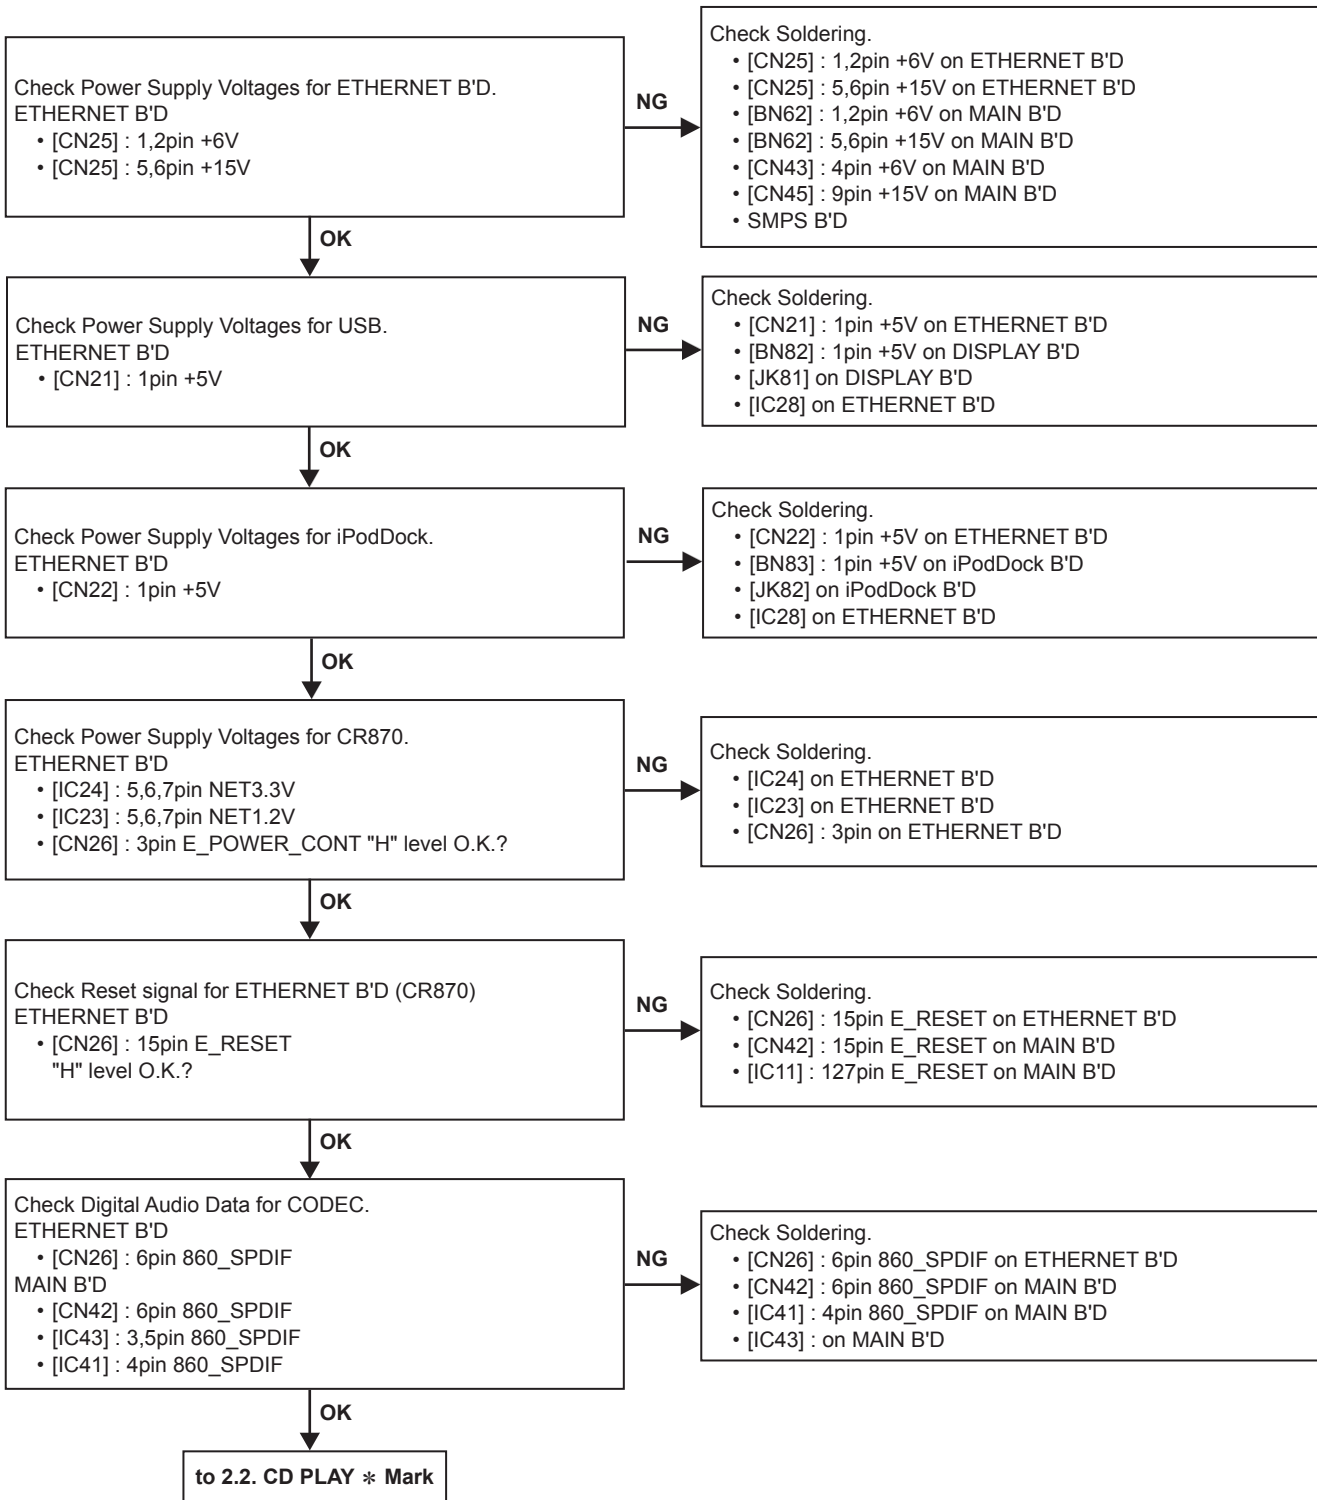 Check Power Supply Voltages for ETHERNET B'D.
ETHERNET B'D
• [CN25] : 1,2pin +6V
• [CN25] : 5,6pin +15V
NG
Check Soldering.
• [CN25] : 1,2pin +6V on ETHERNET B'D
• [CN25] : 5,6pin +15V on ETHERNET B'D
• [BN62] : 1,2pin +6V on MAIN B'D
• [BN62] : 5,6pin +15V on MAIN B'D
• [CN43] : 4pin +6V on MAIN B'D
• [CN45] : 9pin +15V on MAIN B'D
• SMPS B'D
OK
Check Power Supply Voltages for USB.
ETHERNET B'D
• [CN21] : 1pin +5V
NG
Check Soldering.
• [CN21] : 1pin +5V on ETHERNET B'D
• [BN82] : 1pin +5V on DISPLAY B'D
• [JK81] on DISPLAY B'D
• [IC28] on ETHERNET B'D
OK
Check Power Supply Voltages for iPodDock.
ETHERNET B'D
• [CN22] : 1pin +5V
NG
Check Soldering.
• [CN22] : 1pin +5V on ETHERNET B'D
• [BN83] : 1pin +5V on iPodDock B'D
• [JK82] on iPodDock B'D
• [IC28] on ETHERNET B'D
OK
Check Power Supply Voltages for CR870.
ETHERNET B'D
• [IC24] : 5,6,7pin NET3.3V
• [IC23] : 5,6,7pin NET1.2V
• [CN26] : 3pin E_POWER_CONT "H" level O.K.?
NG
Check Soldering.
• [IC24] on ETHERNET B'D
• [IC23] on ETHERNET B'D
• [CN26] : 3pin on ETHERNET B'D
OK
Check Reset signal for ETHERNET B'D (CR870)
ETHERNET B'D
• [CN26] : 15pin E_RESET
"H" level O.K.?
NG
Check Soldering.
• [CN26] : 15pin E_RESET on ETHERNET B'D
• [CN42] : 15pin E_RESET on MAIN B'D
• [IC11] : 127pin E_RESET on MAIN B'D
OK
Check Digital Audio Data for CODEC.
ETHERNET B'D
• [CN26] : 6pin 860_SPDIF
MAIN B'D
• [CN42] : 6pin 860_SPDIF
• [IC43] : 3,5pin 860_SPDIF
• [IC41] : 4pin 860_SPDIF
NG
Check Soldering.
• [CN26] : 6pin 860_SPDIF on ETHERNET B'D
• [CN42] : 6pin 860_SPDIF on MAIN B'D
• [IC41] : 4pin 860_SPDIF on MAIN B'D
• [IC43] : on MAIN B'D
OK
to 2.2. CD PLAY ＊ Mark